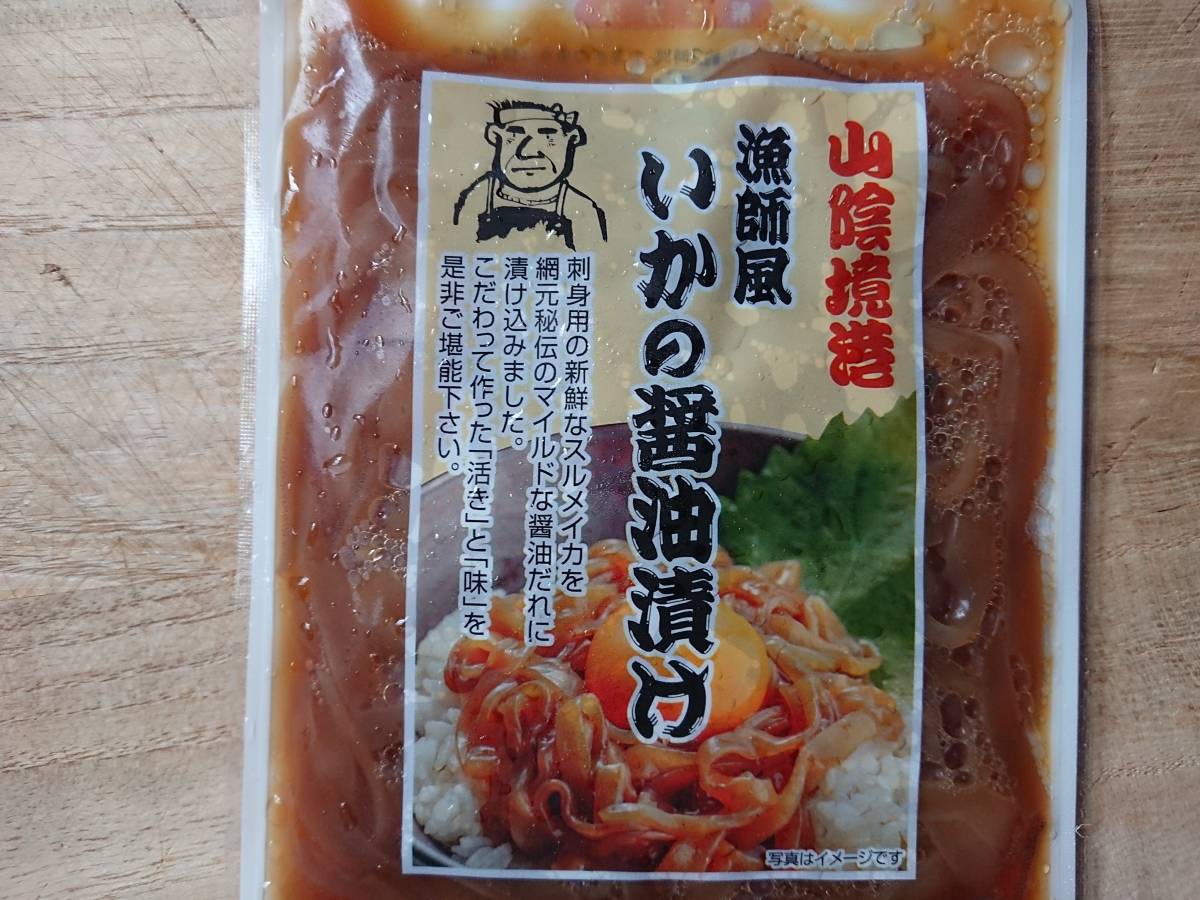 山陰境港
漁師風
いかの醤油漬け
刺身用の新鮮なスルメイカを
網元秘伝のマイルドな醤油だれに
漬け込みました。
こだわって作った「活き」と「味」を
是非ご堪能下さい。
写真はイメージです